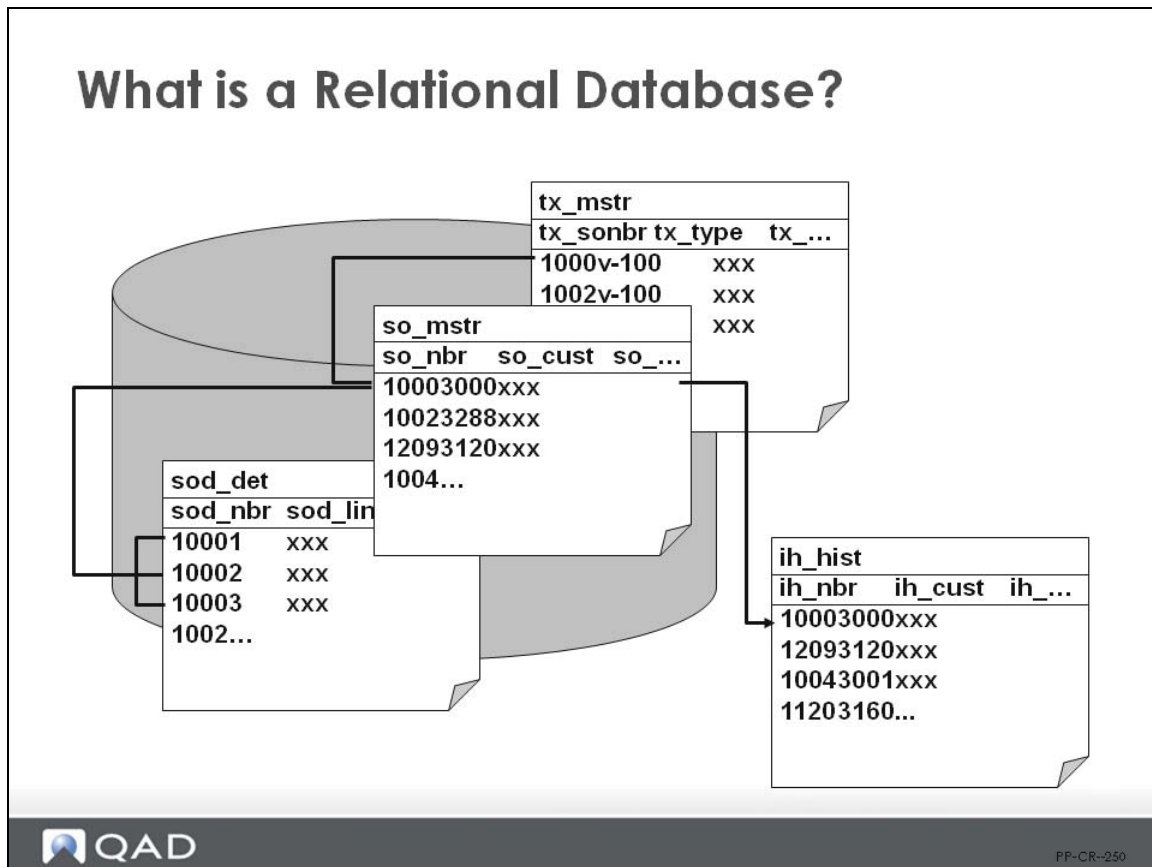 What is a Relational Database?
tx_mstr
tx_sonbr tx_type tx_...
1000v-100 xxx
1002v-100 xxx
xxx
so_mstr
so_nbr so_cust so_...
10003000xxx
10023288xxx
12093120xxx
1004...
sod_det
sod_nbr sod_lin
10001 xxx
10002 xxx
10003 xxx
1002...
ih_hist
ih_nbr ih_cust ih_...
10003000xxx
12093120xxx
10043001xxx
11203160...
QAD
PP-CR--250